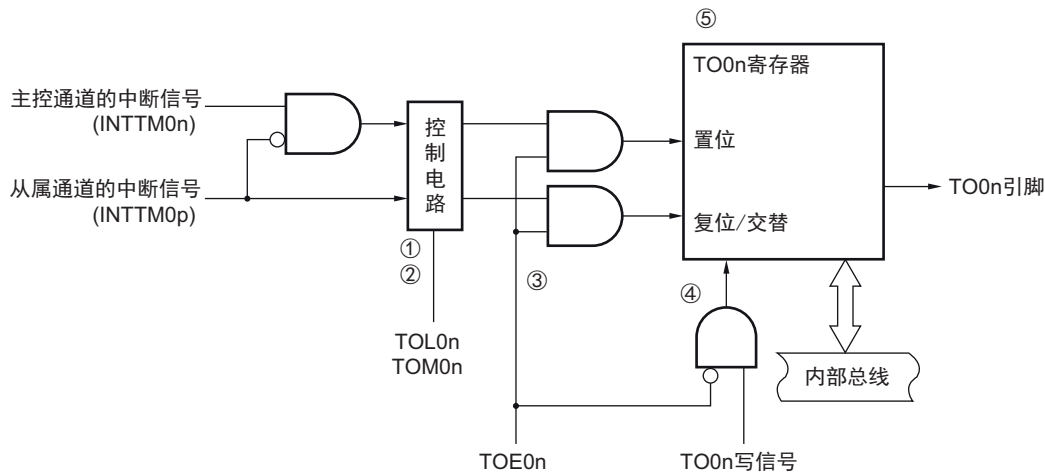 ⑤
TO0n寄存器
主控通道的中断信号
(INTTM0n)
控制电路
置位
从属通道的中断信号
(INTTM0p)
TO0n引脚
复位/交替
①
②
③
④
TOL0n
TOM0n
内部总线
TOE0n
TO0n写信号